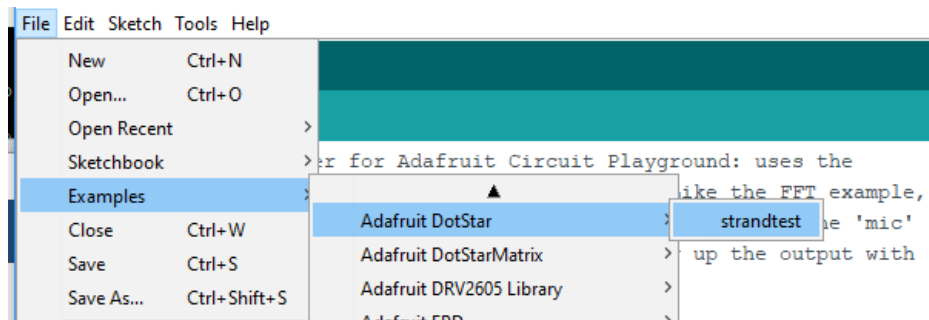 File Edit Sketch Tools Help
New Ctrl+N
Open... Ctrl+O
Open Recent
Sketchbook
Examples
Close Ctrl+W
Save Ctrl+S
Save As... Ctrl+Shift+S
Adafruit DotStar
Adafruit DotStarMatrix
Adafruit DRV2605 Library
strandtest
for Adafruit Circuit Playground: uses the
the FFT example,
'mic'
up the output with